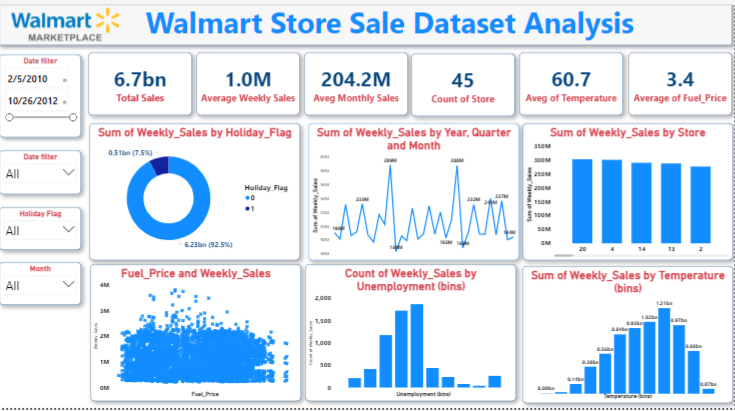 Walmart
MARKETPLACE
Walmart Store Sale Dataset Analysis
Date filter
2/5/2010
10/26/2012
6.7bn
Total Sales
1.0M
Average Weekly Sales
204.2M
Aveg Monthly Sales
45
Count of Store
60.7
Aveg of Temperature
3.4
Average of Fuel_Price
Date filter
All
Holiday Flag
All
Month
All
Sum of Weekly_Sales by Holiday_Flag
0.51bn (7.5%)
Holiday_Flag
0
1
6.23bn (92.5%)
Sum of Weekly_Sales by Year, Quarter
and Month
Sum of Weekly_Sales
233M
289M
288M
232M
237M
Sum of Weekly_Sales by Store
Sum of Weekly_Sales
350M
300M
250M
200M
150M
100M
50M
0M
20
4
14
13
2
Fuel_Price and Weekly_Sales
Weekly_Sales
4M
3M
2M
1M
0M
Fuel_Price
Count of Weekly_Sales by
Unemployment (bins)
Count of Weekly_Sales
2,000
1,500
1,000
500
0
Unemployment (bins)
Sum of Weekly_Sales by Temperature
(bins)
0.00bn
0.14bn
0.38bn
0.56bn
0.84bn
0.93bn
1.02bn
1.21bn
0.97bn
0.60bn
0.07bn
Temperature (bins)